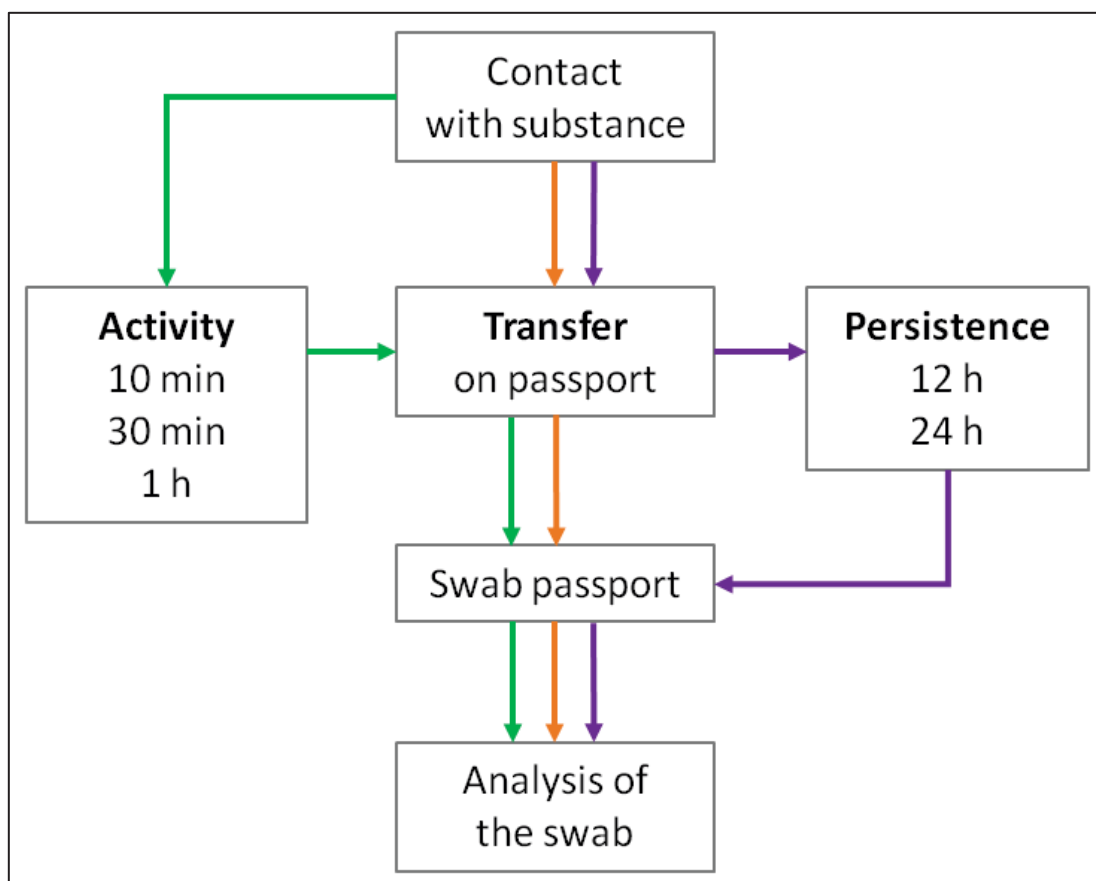 Contact
with substance
Activity
10 min
30 min
1 h
Transfer
on passport
Persistence
12 h
24 h
Swab passport
Analysis of
the swab